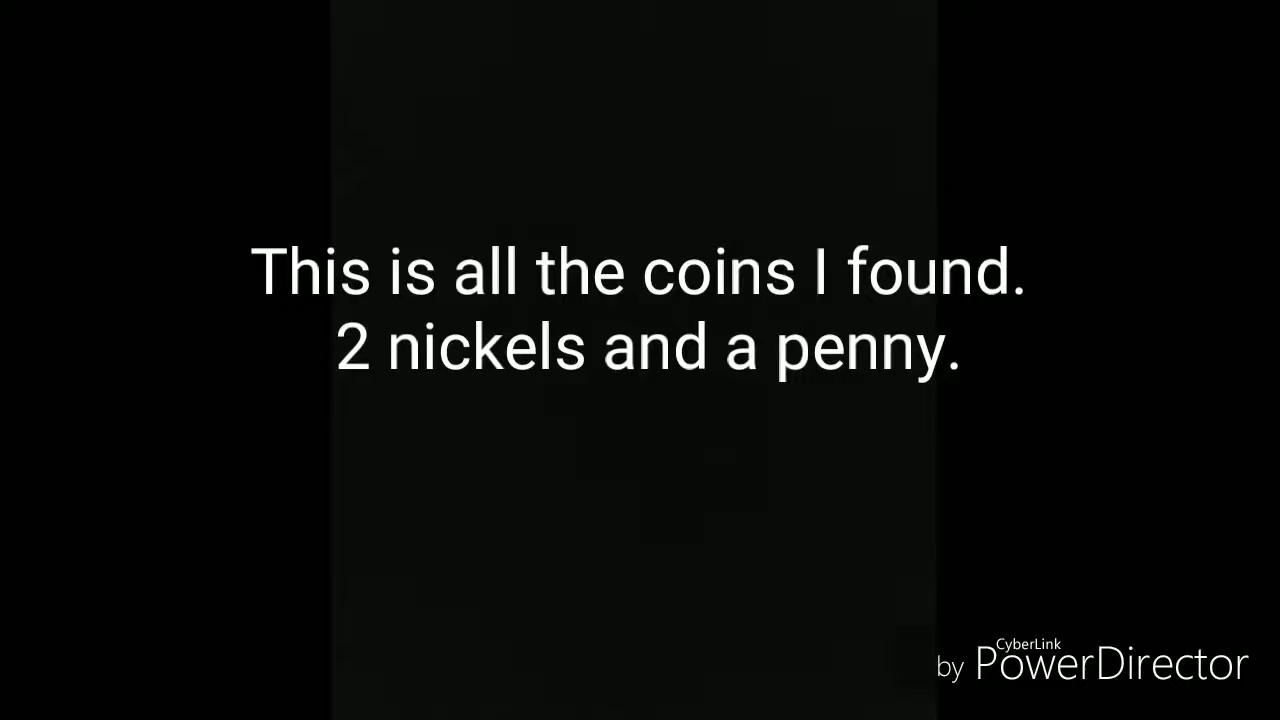 This is all the coins I found.
2 nickels and a penny.
CyberLink
by PowerDirector